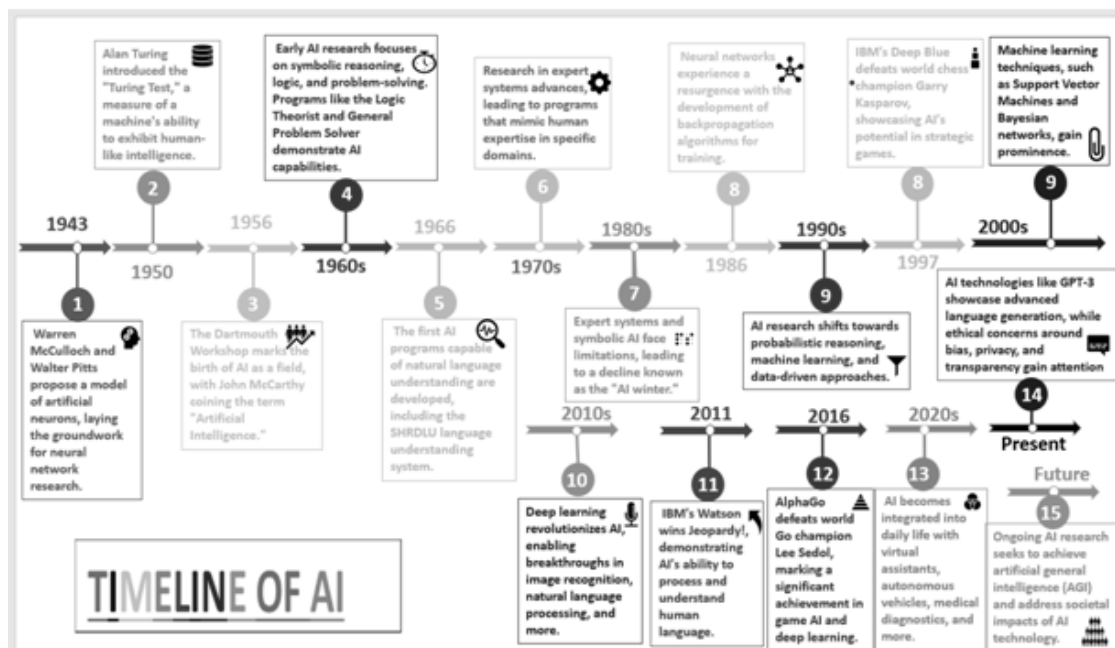 Alan Turing
introduced the
"Turing Test," a
measure of a
machine's ability
to exhibit human-
like intelligence.
2
Early AI research focuses
on symbolic reasoning,
logic, and problem-solving.
Programs like the Logic
Theorist and General
Problem Solver
demonstrate AI
capabilities.
4
Research in expert
systems advances,
leading to programs
that mimic human
expertise in specific
domains.
6
Neural networks
experience a
resurgence with the
development of
backpropagation
algorithms for
training.
8
IBM's Deep Blue
defeats world chess
champion Garry
Kasparov,
showcasing AI's
potential in strategic
games.
8
Machine learning
techniques, such
as Support Vector
Machines and
Bayesian
networks, gain
prominence.
9
1943
1950
1956
1960s
1966
1970s
1980s
1986
1990s
1997
2000s
1
Warren
McCulloch and
Walter Pitts
propose a model
of artificial
neurons, laying
the groundwork
for neural
network
research.
3
The Dartmouth
Workshop marks the
birth of AI as a field,
with John McCarthy
coining the term
"Artificial
Intelligence."
5
The first AI
programs capable
of natural language
understanding are
developed,
including the
SHRDLU language
understanding
system.
7
Expert systems and
symbolic AI face
limitations, leading
to a decline known
as the "AI winter."
9
AI research shifts towards
probabilistic reasoning,
machine learning, and
data-driven approaches.
AI technologies like GPT-3
showcase advanced
language generation, while
ethical concerns around
bias, privacy, and
transparency gain attention
14
Present
2010s
10
Deep learning
revolutionizes AI,
enabling
breakthroughs in
image recognition,
natural language
processing, and
more.
2011
11
IBM's Watson
wins Jeopardy!,
demonstrating
AI's ability to
process and
understand
human
language.
2016
12
AlphaGo
defeats world
Go champion
Lee Sedol,
marking a
significant
achievement in
game AI and
deep learning.
2020s
13
AI becomes
integrated into
daily life with
virtual
assistants,
autonomous
vehicles, medical
diagnostics, and
more.
Future
15
Ongoing AI research
seeks to achieve
artificial general
intelligence (AGI)
and address societal
impacts of AI
technology.
TIMELINE OF AI